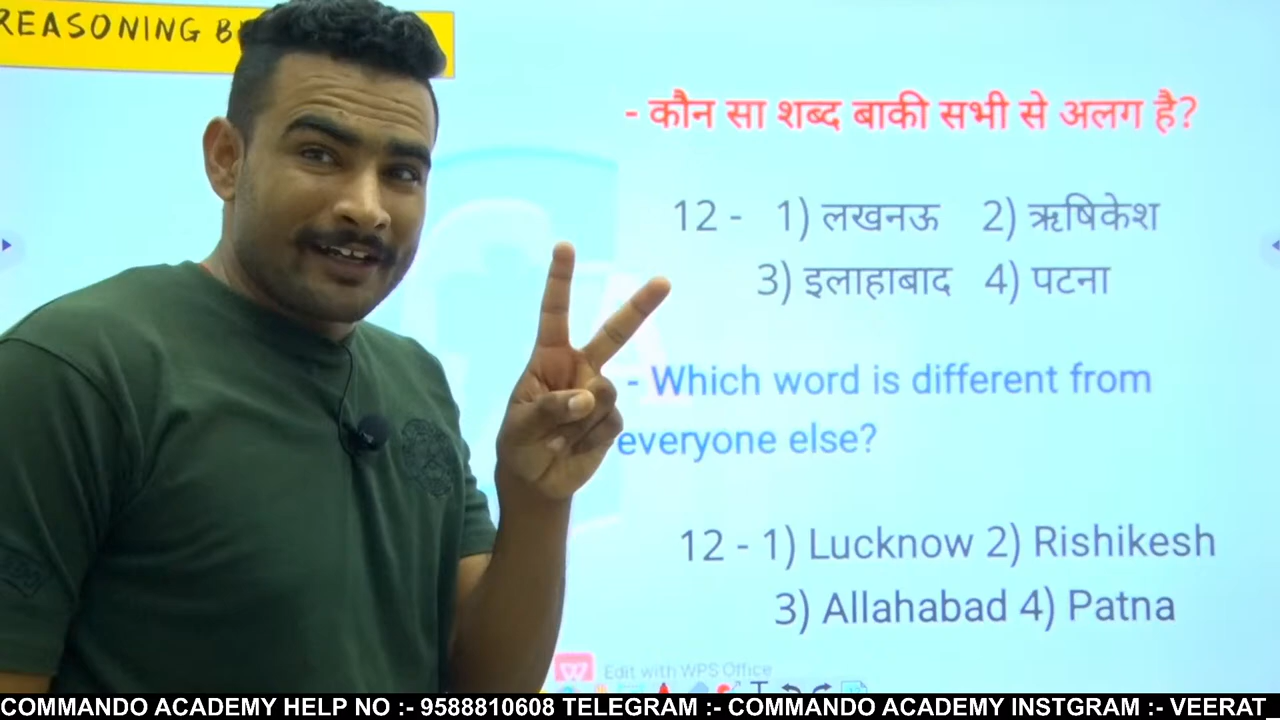 REASONING B
- कौन सा शब्द बाकी सभी से अलग है?
12 - 1) लखनऊ 2) ऋषिकेश
3) इलाहाबाद 4) पटना
- Which word is different from
everyone else?
12 - 1) Lucknow 2) Rishikesh
3) Allahabad 4) Patna
Edit with WPS Office
COMMANDO ACADEMY HELP NO :- 9588810608 TELEGRAM :- COMMANDO ACADEMY INSTGRAM :- VEERAT